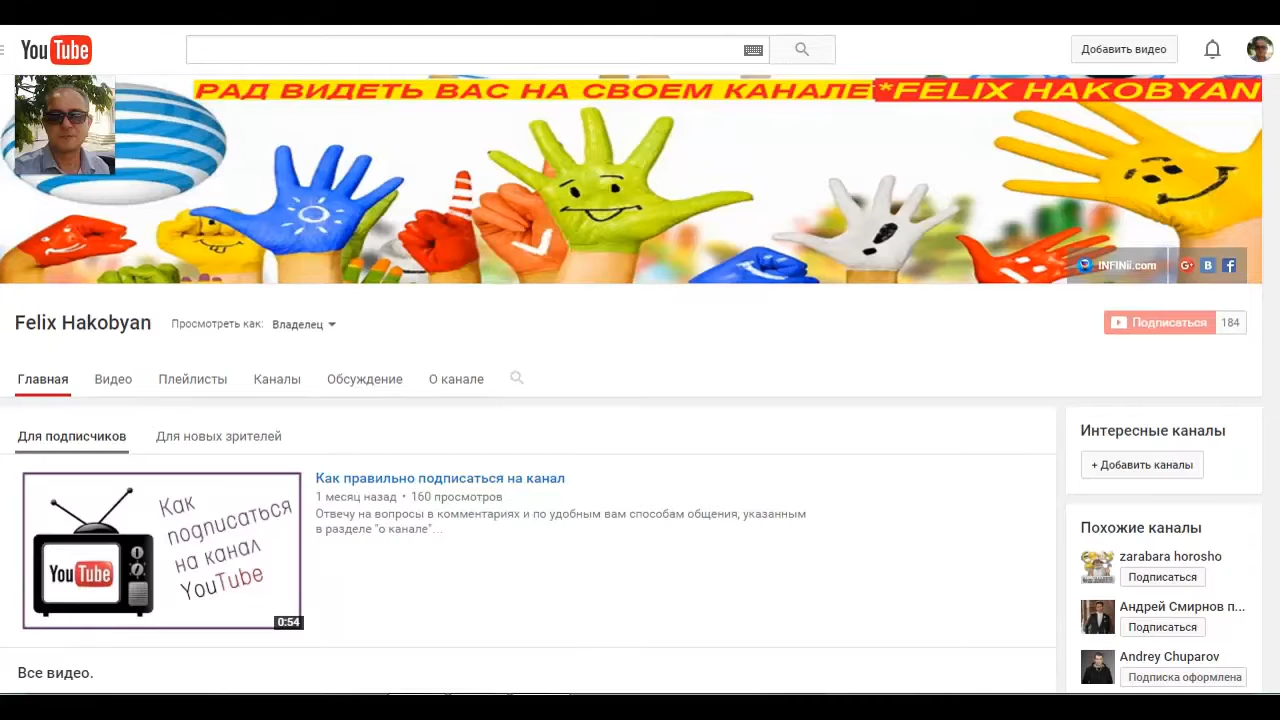 YouTube
Добавить видео
РАД ВИДЕТЬ ВАС НА СВОЕМ КАНАЛЕ*FELIX HAKOBYAN
INFINii.com
Felix Hakobyan
Просмотреть как: Владелец
Подписаться 184
Главная Видео Плейлисты Каналы Обсуждение О канале
Для подписчиков Для новых зрителей
Как правильно подписаться на канал
1 месяц назад • 160 просмотров
Отвечу на вопросы в комментариях и по удобным вам способам общения, указанным
в разделе "о канале"...
Как
подписаться
на канал
YouTube
YouTube
0:54
Все видео.
Интересные каналы
+ Добавить каналы
Похожие каналы
zarabara horosho
Подписаться
Андрей Смирнов п...
Подписаться
Andrey Chuparov
Подписка оформлена